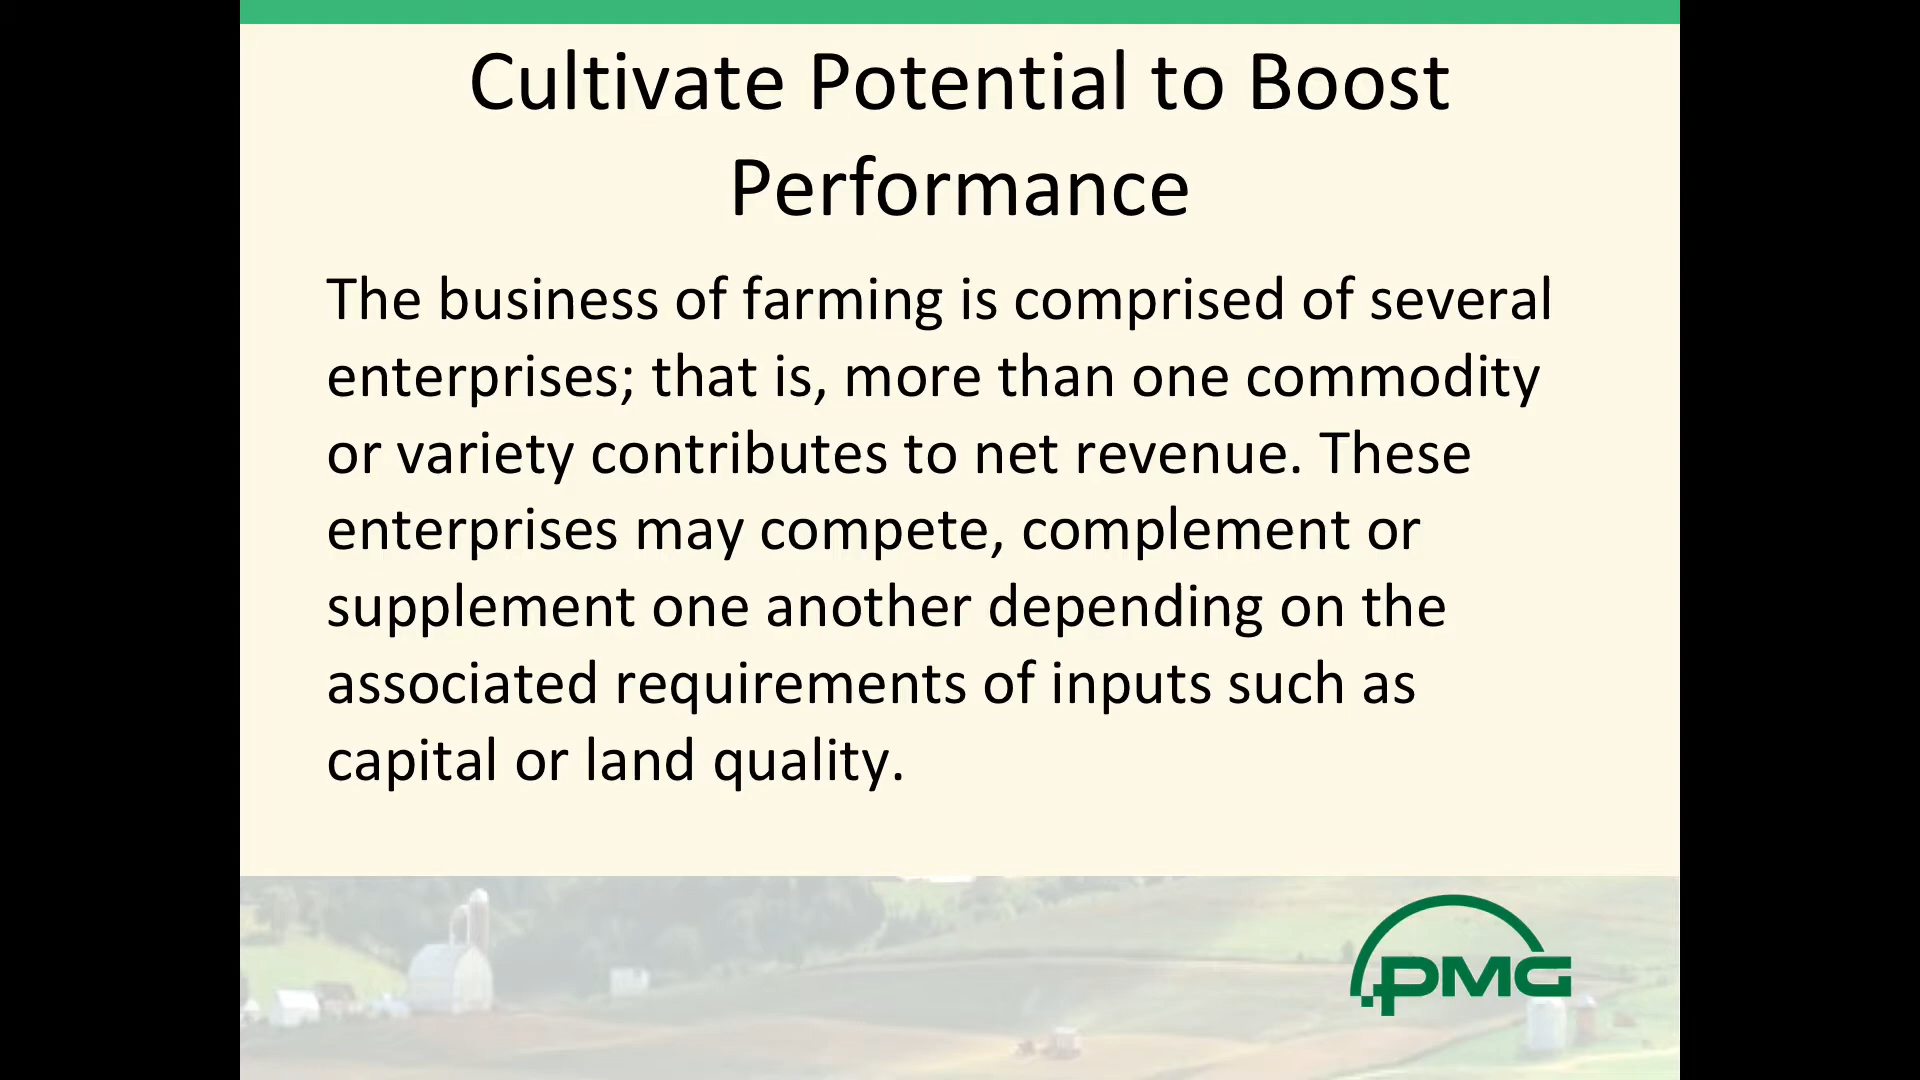 Cultivate Potential to Boost
Performance
The business of farming is comprised of several
enterprises; that is, more than one commodity
or variety contributes to net revenue. These
enterprises may compete, complement or
supplement one another depending on the
associated requirements of inputs such as
capital or land quality.
PMG